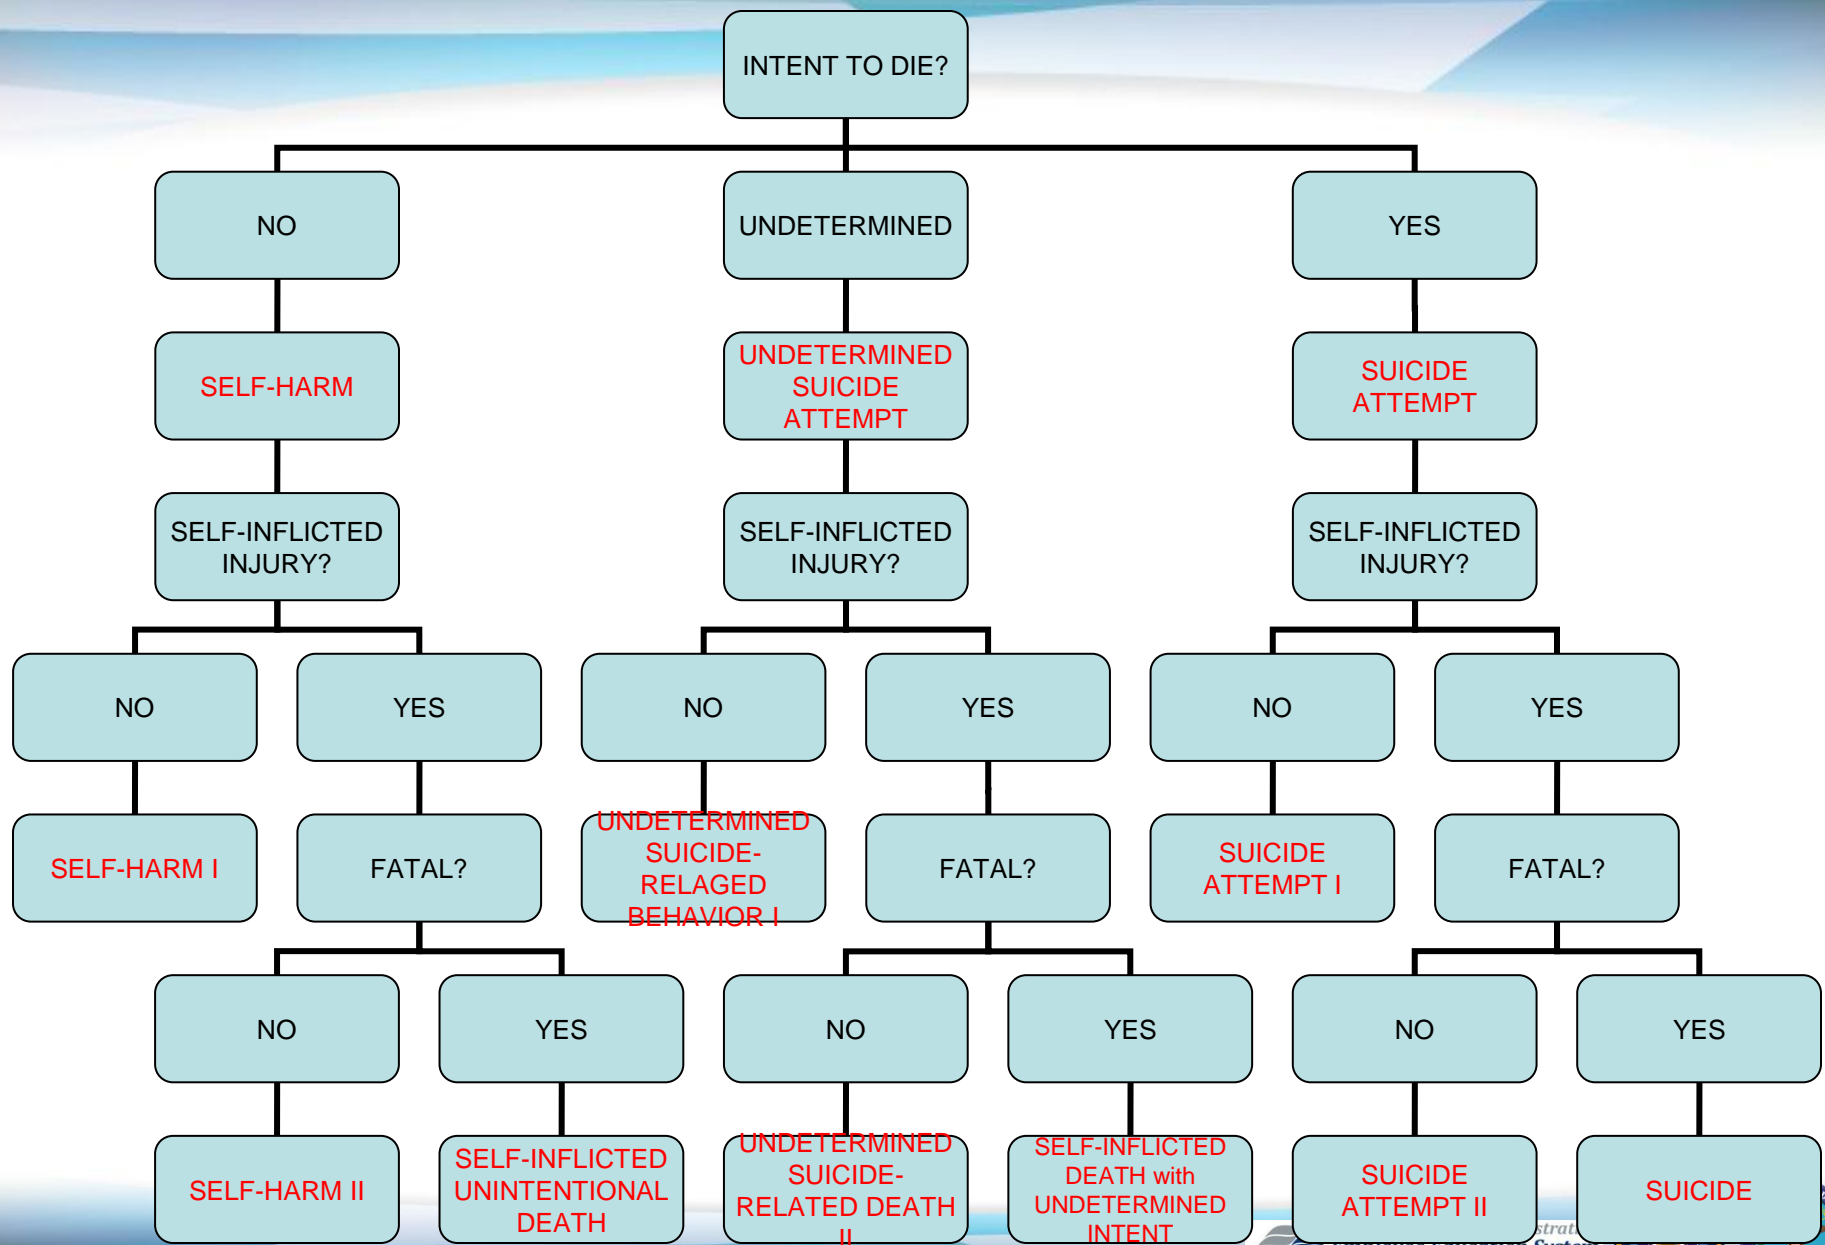 INTENT TO DIE?
NO
UNDETERMINED
YES
SELF-HARM
UNDETERMINED
SUICIDE
ATTEMPT
SUICIDE
ATTEMPT
SELF-INFLICTED
INJURY?
SELF-INFLICTED
INJURY?
SELF-INFLICTED
INJURY?
NO
YES
NO
YES
NO
YES
SELF-HARM I
FATAL?
UNDETERMINED
SUICIDE-
RELAGED
BEHAVIOR I
FATAL?
SUICIDE
ATTEMPT I
FATAL?
NO
YES
NO
YES
NO
YES
SELF-HARM II
SELF-INFLICTED
UNINTENTIONAL
DEATH
UNDETERMINED
SUICIDE-
RELATED DEATH
II
SELF-INFLICTED
DEATH with
UNDETERMINED
INTENT
SUICIDE
ATTEMPT II
SUICIDE